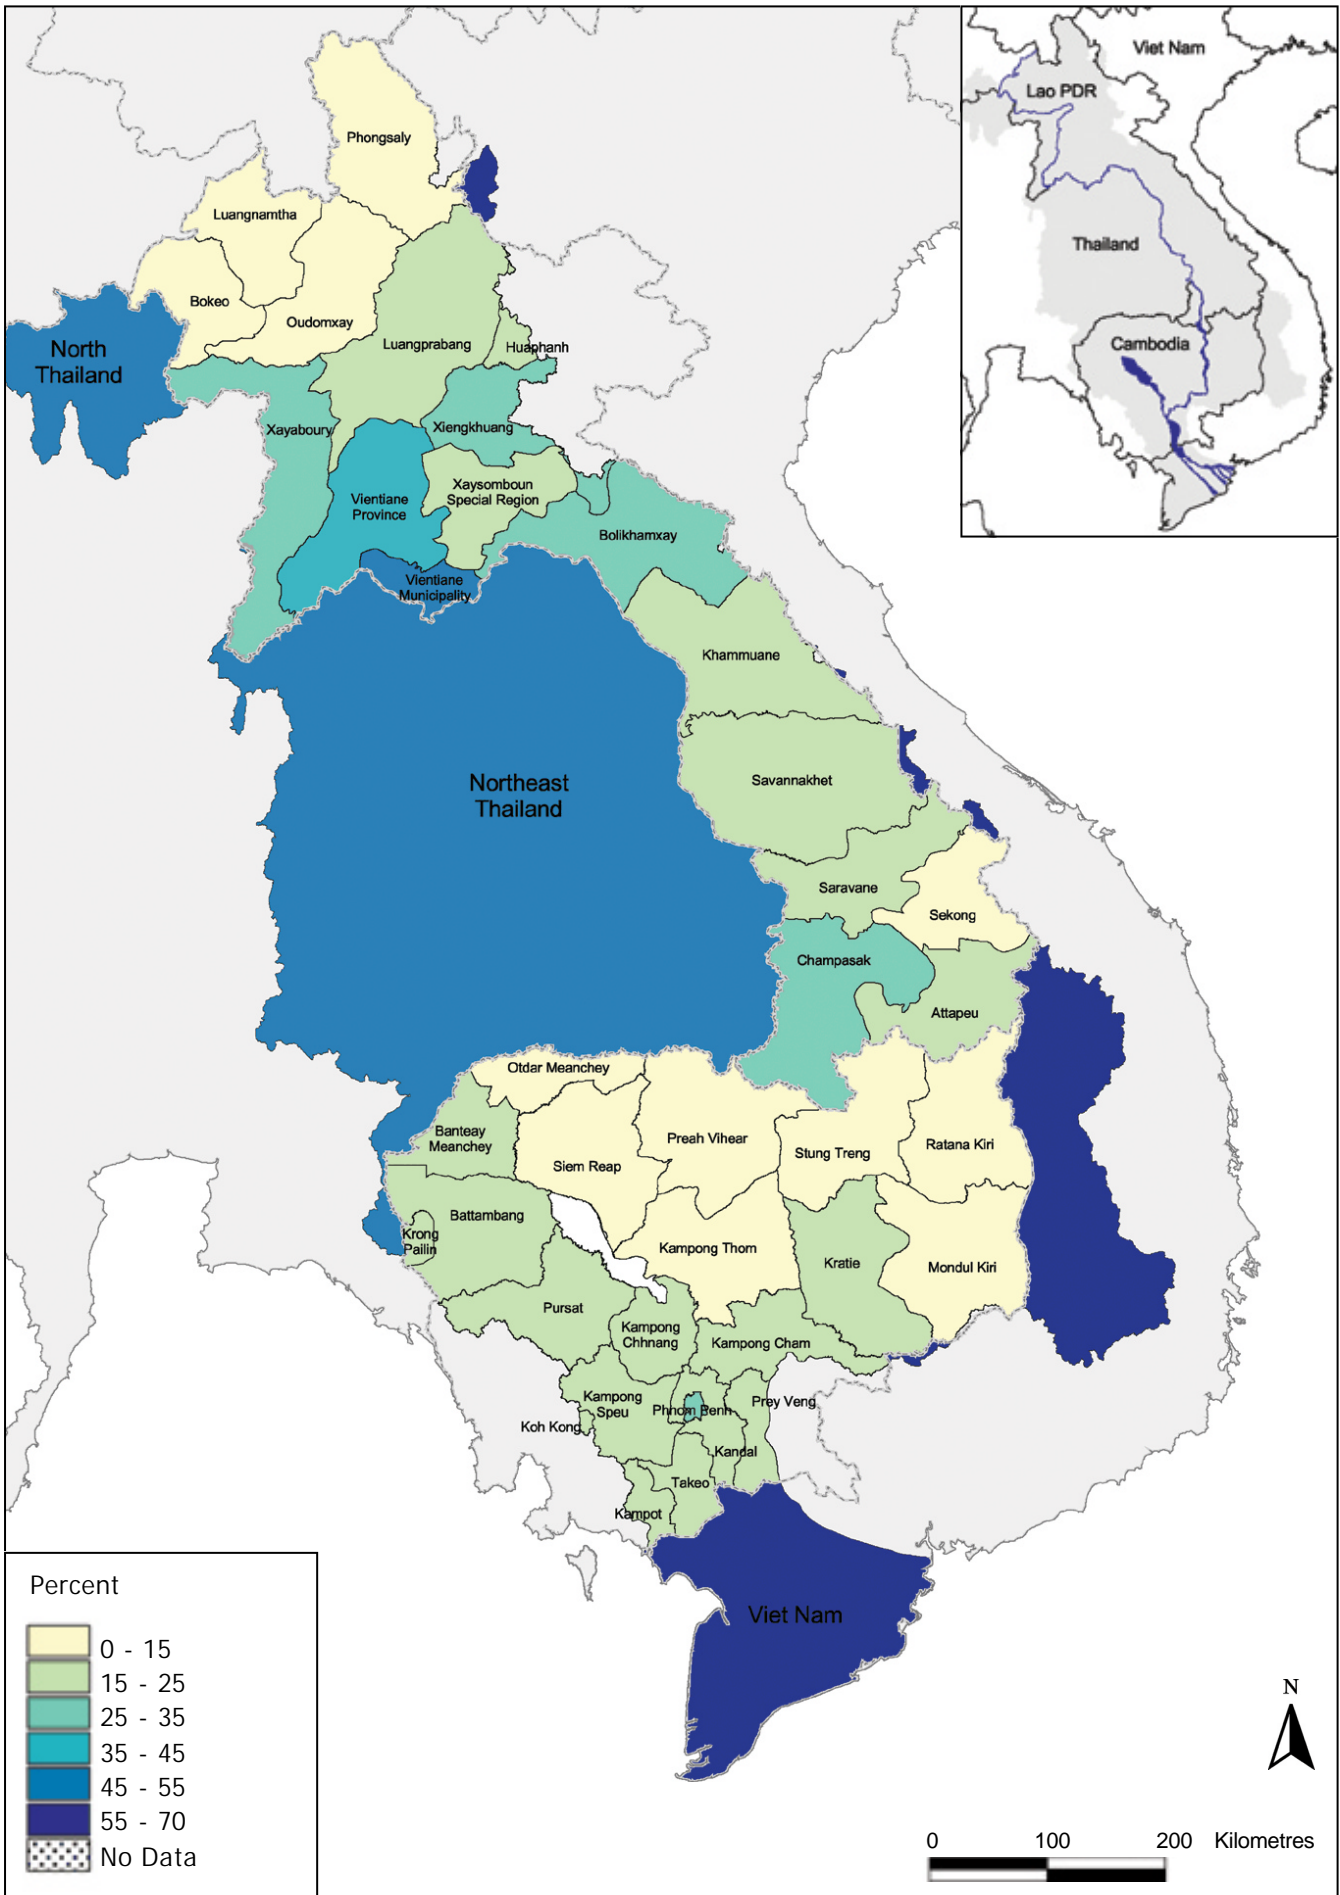 Viet Nam
Lao PDR
Thailand
Cambodia
Phongsaly
Luangnamtha
Bokeo
Oudomxay
Luangprabang
Huaphanh
North
Thailand
Xayaboury
Xiengkhuang
Vientiane
Province
Xaysomboun
Special Region
Bolikhamxay
Vientiane
Municipality
Khammuane
Northeast
Thailand
Savannakhet
Saravane
Sekong
Champasak
Attapeu
Otdar Meanchey
Banteay
Meanchey
Siem Reap
Preah Vihear
Stung Treng
Ratana Kiri
Battambang
Krong
Pailin
Kampong Thom
Kratie
Mondul Kiri
Pursat
Kampong
Chhnang
Kampong Cham
Kampong
Speu
Phnom Penh
Prey Veng
Koh Kong
Kandal
Takeo
Kampot
Viet Nam
Percent
0 - 15
15 - 25
25 - 35
35 - 45
45 - 55
55 - 70
No Data
N
0 100 200 Kilometres